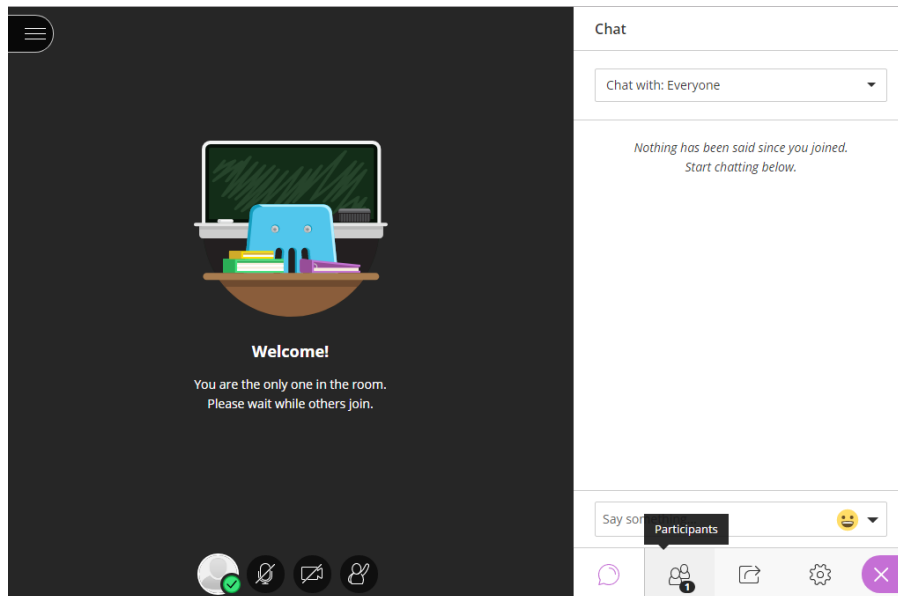 Chat
Chat with: Everyone
Nothing has been said since you joined.
Start chatting below.
Welcome!
You are the only one in the room.
Please wait while others join.
Say
Participants
1